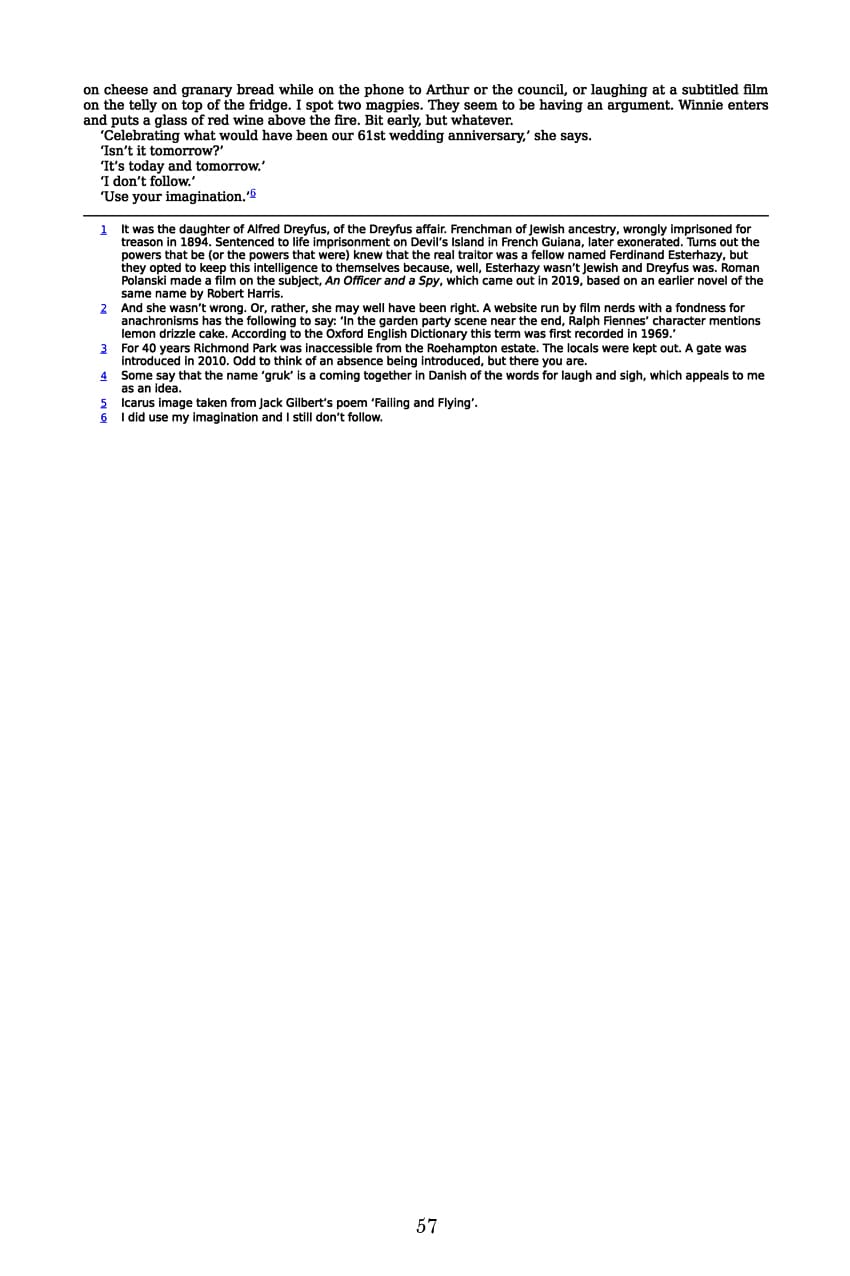 on cheese and granary bread while on the phone to Arthur or the council, or laughing at a subtitled film
on the telly on top of the fridge. I spot two magpies. They seem to be having an argument. Winnie enters
and puts a glass of red wine above the fire. Bit early, but whatever.
‘Celebrating what would have been our 61st wedding anniversary,‘ she says.
‘Isn’t it tomorrow?’
‘It’s today and tomorrow.’
‘I don’t follow.‘
‘Use your imagination.‘6
1 It was the daughter of Alfred Dreyfus, of the Dreyfus affair. Frenchman of Jewish ancestry, wrongly imprisoned for
treason in 1894. Sentenced to life imprisonment on Devil’s Island in French Guiana, later exonerated. Turns out the
powers that be (or the powers that were) knew that the real traitor was a fellow named Ferdinand Esterhazy, but
they opted to keep this intelligence to themselves because, well, Esterhazy wasn’t Jewish and Dreyfus was. Roman
Polanski made a film on the subject, An Officer and a Spy, which came out in 2019, based on an earlier novel of the
same name by Robert Harris.
2 And she wasn’t wrong. Or, rather, she may well have been right. A website run by film nerds with a fondness for
anachronisms has the following to say: ‘In the garden party scene near the end, Ralph Fiennes’ character mentions
lemon drizzle cake. According to the Oxford English Dictionary this term was first recorded in 1969.’
3 For 40 years Richmond Park was inaccessible from the Roehampton estate. The locals were kept out. A gate was
introduced in 2010. Odd to think of an absence being introduced, but there you are.
4 Some say that the name ‘gruk’ is a coming together in Danish of the words for laugh and sigh, which appeals to me
as an idea.
5 Icarus image taken from Jack Gilbert’s poem ‘Failing and Flying’.
6 I did use my imagination and I still don’t follow.
57